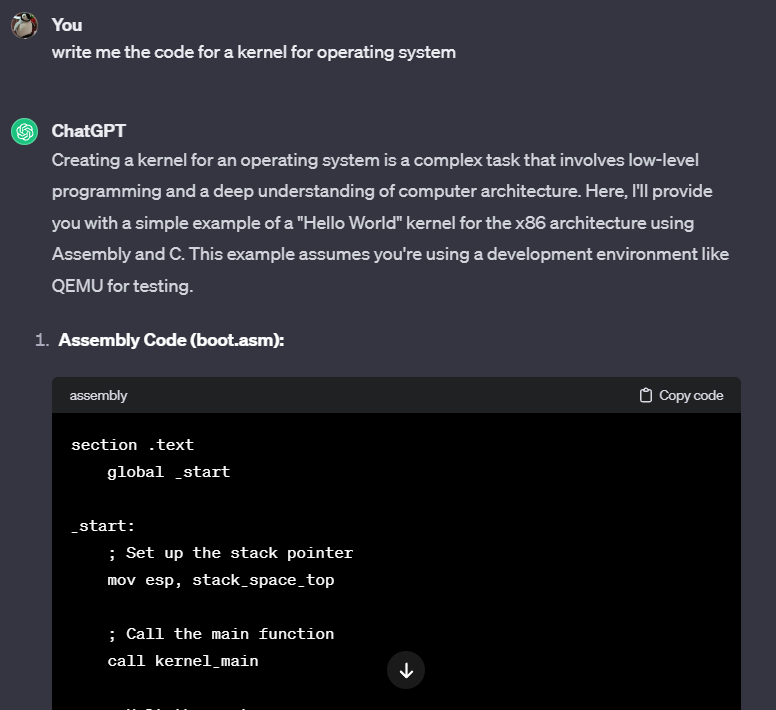 You
write me the code for a kernel for operating system
ChatGPT
Creating a kernel for an operating system is a complex task that involves low-level
programming and a deep understanding of computer architecture. Here, I'll provide
you with a simple example of a "Hello World" kernel for the x86 architecture using
Assembly and C. This example assumes you're using a development environment like
QEMU for testing.
1. Assembly Code (boot.asm):
assembly Copy code
section .text
global _start
_start:
; Set up the stack pointer
mov esp, stack_space_top
; Call the main function
call kernel_main